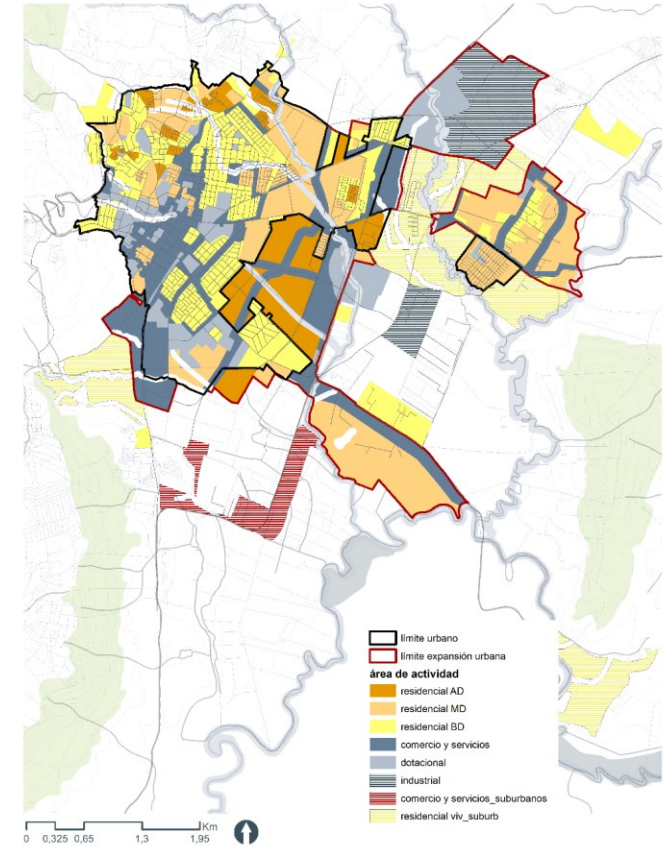 límite urbano
límite expansión urbana
área de actividad
residencial AD
residencial MD
residencial BD
comercio y servicios
dotacional
industrial
comercio y servicios_suburbanos
residencial viv_suburb
Km
0 0,325 0,65 1,3 1,95